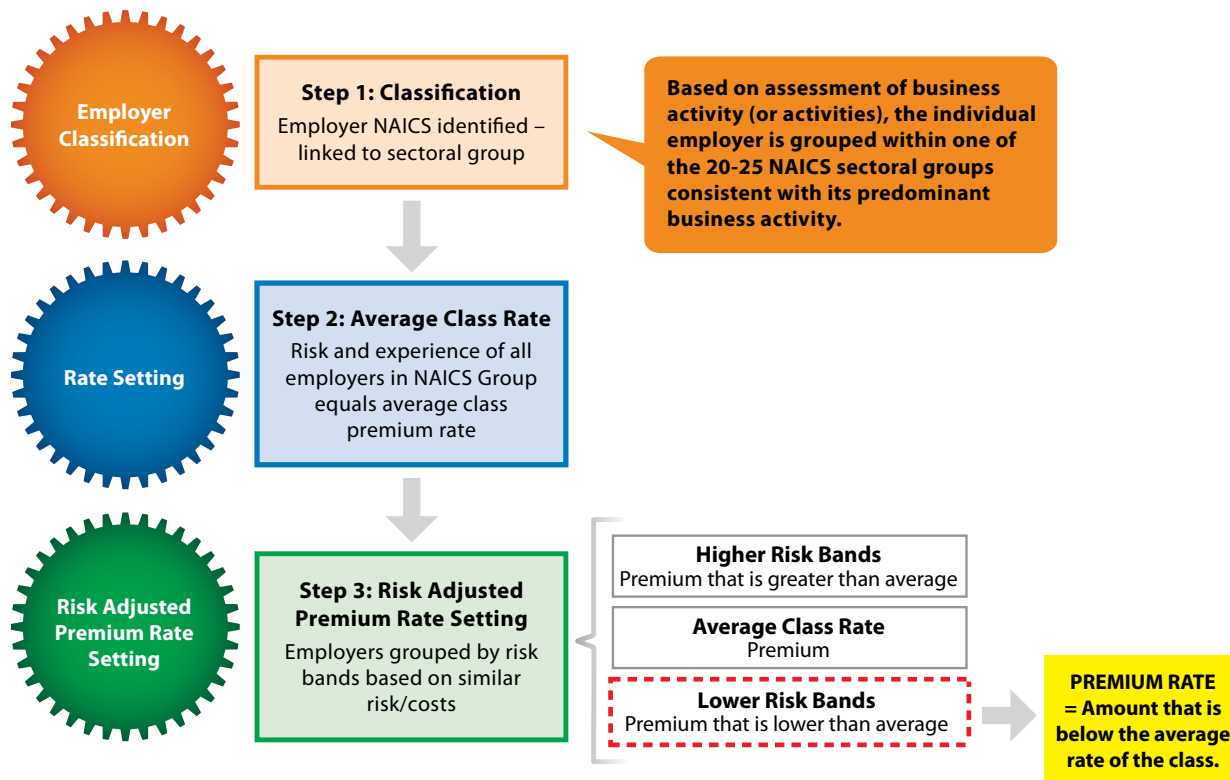 Employer
Classification
Step 1: Classification
Employer NAICS identified –
linked to sectoral group
Based on assessment of business
activity (or activities), the individual
employer is grouped within one of
the 20-25 NAICS sectoral groups
consistent with its predominant
business activity.
Rate Setting
Step 2: Average Class Rate
Risk and experience of all
employers in NAICS Group
equals average class
premium rate
Risk Adjusted
Premium Rate
Setting
Step 3: Risk Adjusted
Premium Rate Setting
Employers grouped by risk
bands based on similar
risk/costs
Higher Risk Bands
Premium that is greater than average
Average Class Rate
Premium
Lower Risk Bands
Premium that is lower than average
PREMIUM RATE
= Amount that is
below the average
rate of the class.